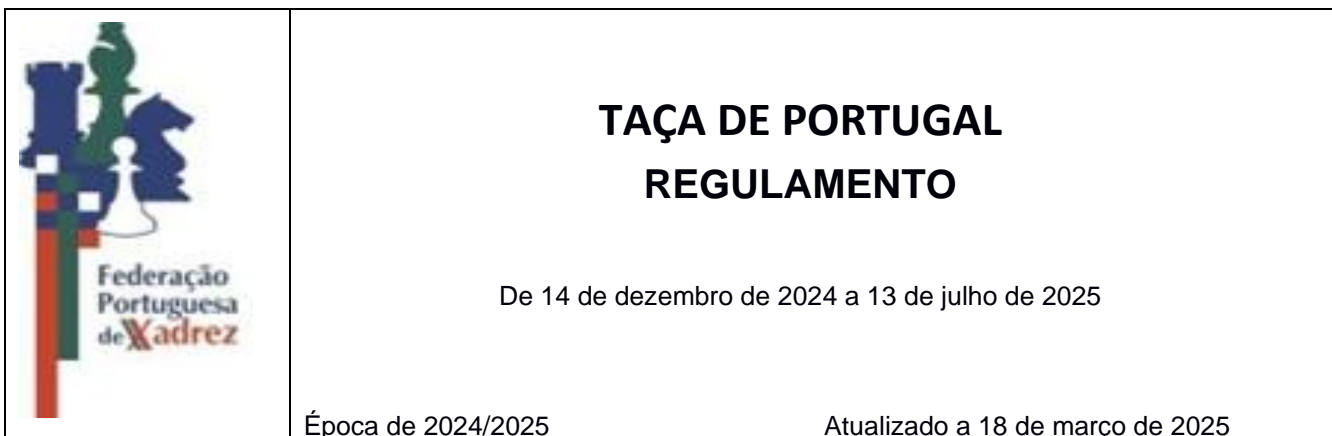 Federação
Portuguesa
de Xadrez
TAÇA DE PORTUGAL
REGULAMENTO
De 14 de dezembro de 2024 a 13 de julho de 2025
Época de 2024/2025 Atualizado a 18 de março de 2025